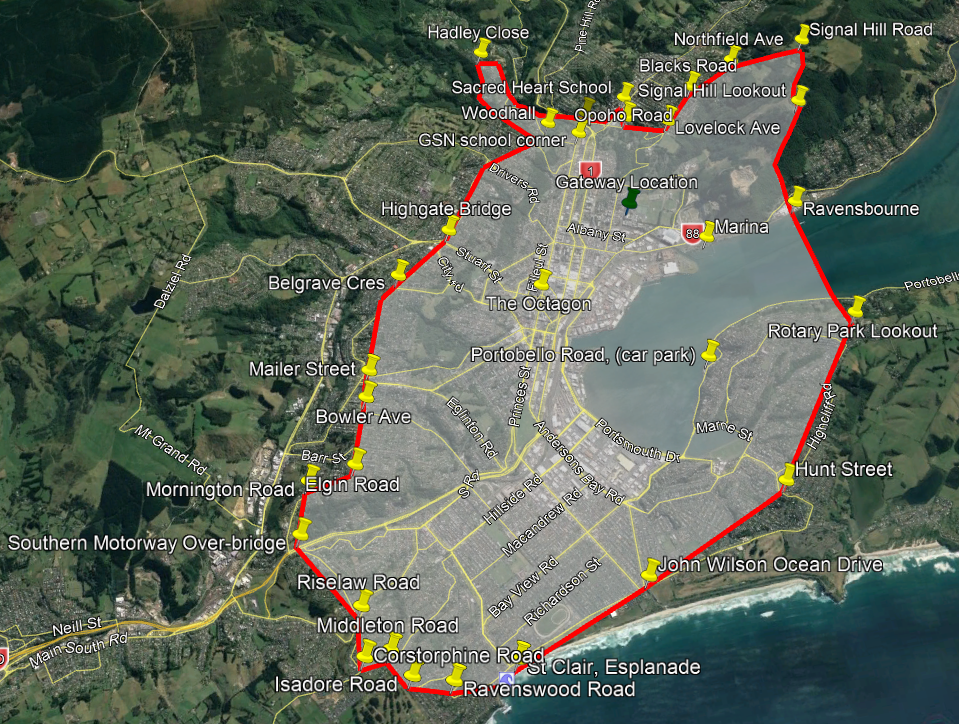 Pine Hill Rd
Hadley Close
Signal Hill Road
Northfield Ave
Blacks Road
Sacred Heart School
Signal Hill Lookout
Woodhall
Opoho Road
Lovelock Ave
GSN school corner
1
Drivers Rd
Gateway Location
Highgate Bridge
Ravensbourne
Albany St
88
Marina
Stuart St
City Rd
Filleul St
Dalziel Rd
Belgrave Cres
The Octagon
Portobello
Rotary Park Lookout
Portobello Road, (car park)
Mailer Street
Princes St
Bowler Ave
Eglinton Rd
Highcliff Rd
Mt Grand Rd
Andersons Bay Rd
Portsmouth Dr
Marne St
Barr St
Elgin Road
Mornington Road
S Rd
Hillside Rd
Hunt Street
Macandrew Rd
Southern Motorway Over-bridge
Bay View Rd
Richardson St
John Wilson Ocean Drive
Riselaw Road
Neill St
Main South Rd
Middleton Road
Corstorphine Road
St Clair, Esplanade
Isadore Road
Ravenswood Road